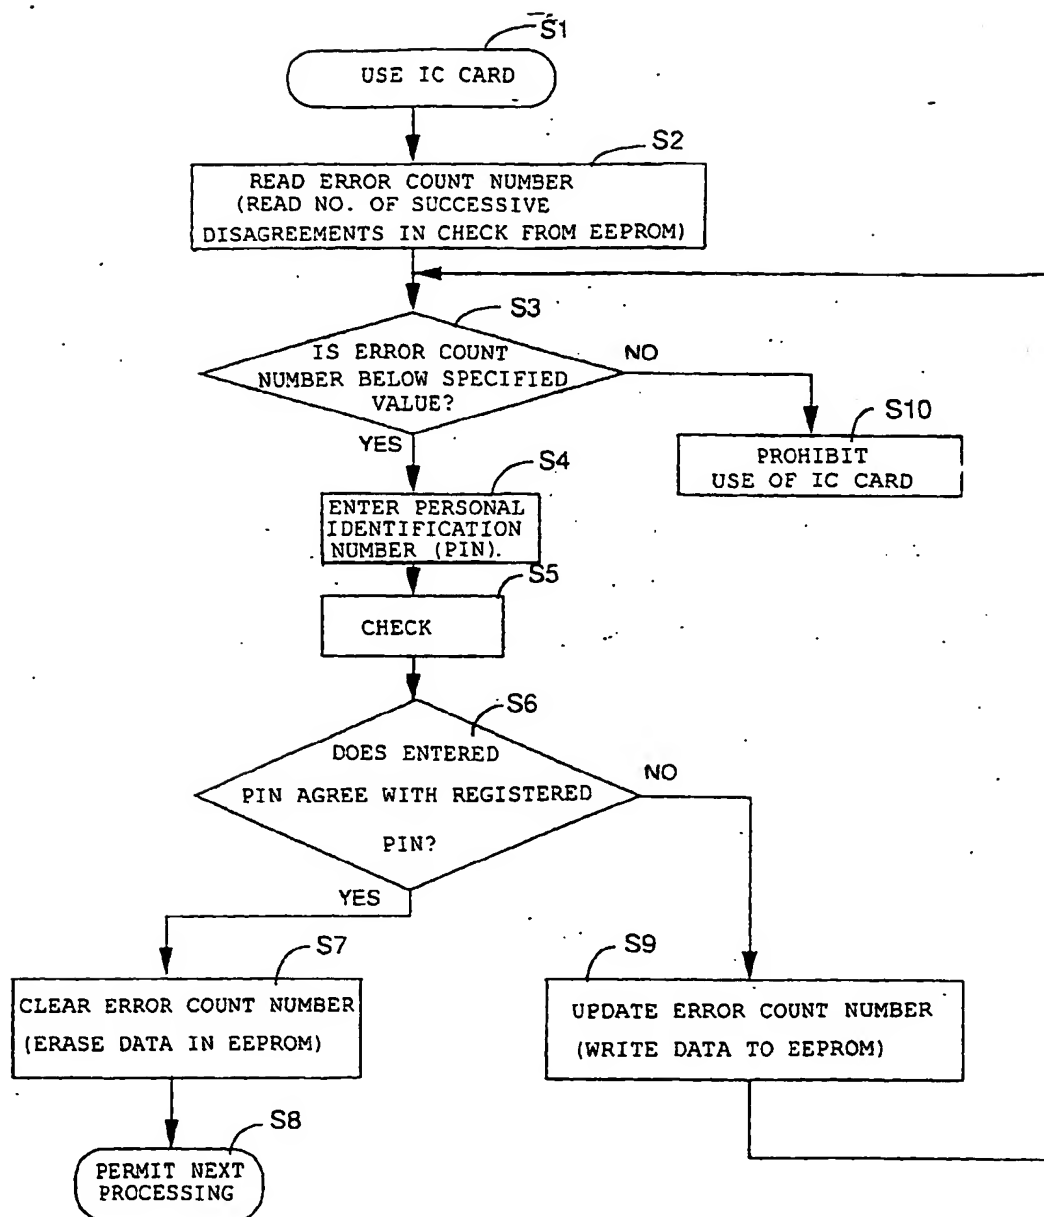 S1
USE IC CARD
S2
READ ERROR COUNT NUMBER
(READ NO. OF SUCCESSIVE
DISAGREEMENTS IN CHECK FROM EEPROM)
S3
IS ERROR COUNT
NUMBER BELOW SPECIFIED
VALUE?
NO
YES
S10
PROHIBIT
USE OF IC CARD
S4
ENTER PERSONAL
IDENTIFICATION
NUMBER (PIN).
S5
CHECK
S6
DOES ENTERED
PIN AGREE WITH REGISTERED
PIN?
NO
YES
S7
CLEAR ERROR COUNT NUMBER
(ERASE DATA IN EEPROM)
S9
UPDATE ERROR COUNT NUMBER
(WRITE DATA TO EEPROM)
S8
PERMIT NEXT
PROCESSING